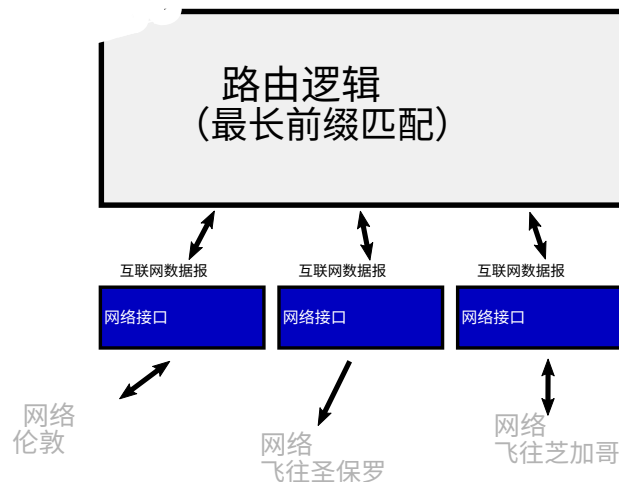 路由逻辑
（最长前缀匹配）
互联网数据报
互联网数据报
互联网数据报
网络接口
网络接口
网络接口
网络
伦敦
网络
飞往圣保罗
网络
飞往芝加哥